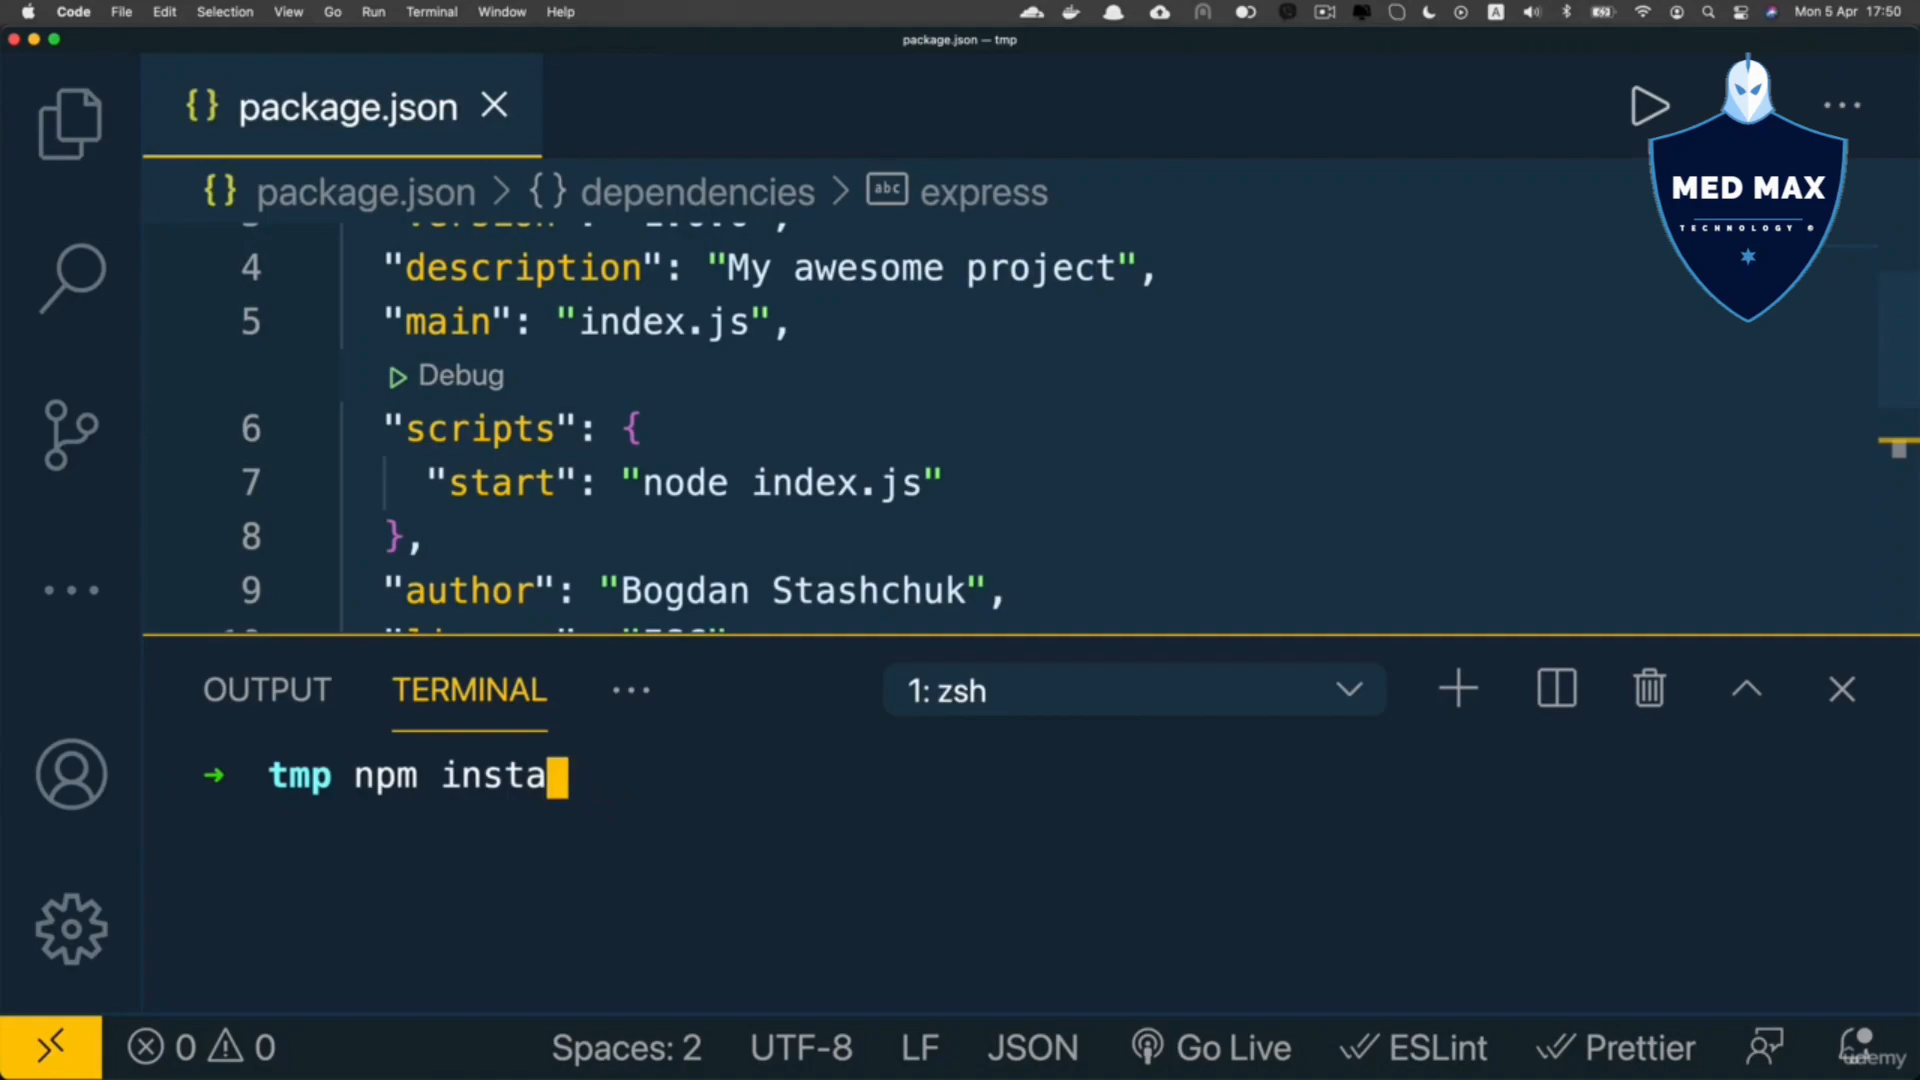 Code File Edit Selection View Go Run Terminal Window Help A Mon 5 Apr 17:50
package.json — tmp
{} package.json
{} package.json > {} dependencies > abc express
MED MAX
TECHNOLOGY ©
4 "description": "My awesome project",
5 "main": "index.js",
Debug
6 "scripts": {
7 "start": "node index.js"
8 },
9 "author": "Bogdan Stashchuk",
OUTPUT TERMINAL ··· 1: zsh
→ tmp npm insta
0 0 Spaces: 2 UTF-8 LF JSON Go Live ESLint Prettier
udemy